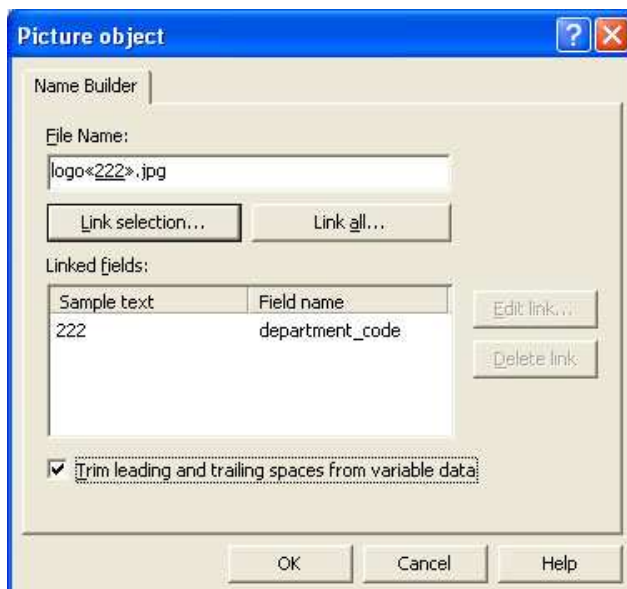 Picture object
Name Builder
File Name:
logo«222».jpg
Link selection... Link all...
Linked fields:
Sample text Field name
222 department_code
Edit link...
Delete link
Trim leading and trailing spaces from variable data
OK Cancel Help